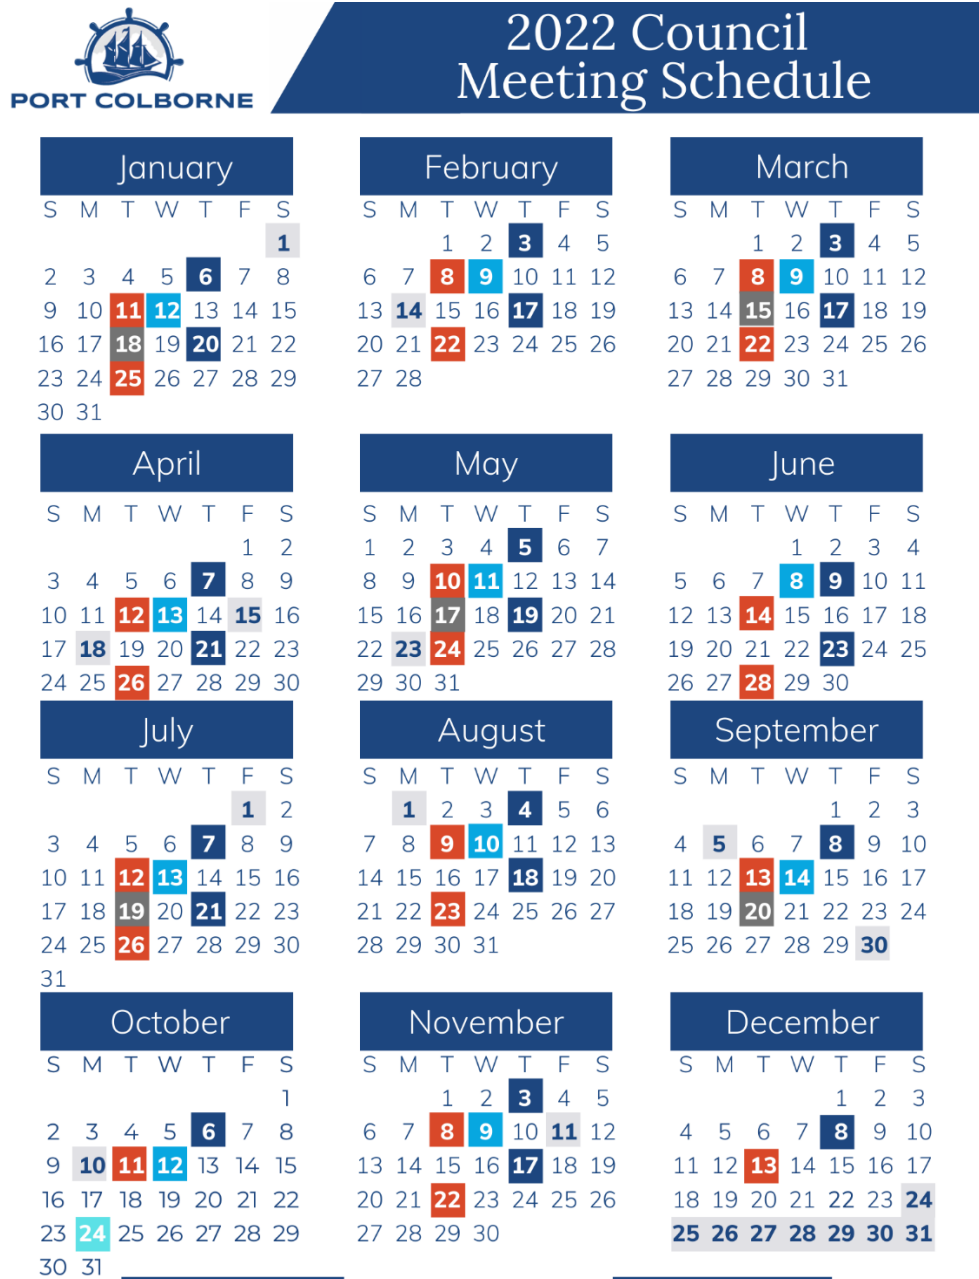 PORT COLBORNE
2022 Council
Meeting Schedule
January
S M T W T F S
1
2 3 4 5 6 7 8
9 10 11 12 13 14 15
16 17 18 19 20 21 22
23 24 25 26 27 28 29
30 31
February
S M T W T F S
1 2 3 4 5
6 7 8 9 10 11 12
13 14 15 16 17 18 19
20 21 22 23 24 25 26
27 28
March
S M T W T F S
1 2 3 4 5
6 7 8 9 10 11 12
13 14 15 16 17 18 19
20 21 22 23 24 25 26
27 28 29 30 31
April
S M T W T F S
1 2
3 4 5 6 7 8 9
10 11 12 13 14 15 16
17 18 19 20 21 22 23
24 25 26 27 28 29 30
May
S M T W T F S
1 2 3 4 5 6 7
8 9 10 11 12 13 14
15 16 17 18 19 20 21
22 23 24 25 26 27 28
29 30 31
June
S M T W T F S
1 2 3 4
5 6 7 8 9 10 11
12 13 14 15 16 17 18
19 20 21 22 23 24 25
26 27 28 29 30
July
S M T W T F S
1 2
3 4 5 6 7 8 9
10 11 12 13 14 15 16
17 18 19 20 21 22 23
24 25 26 27 28 29 30
31
August
S M T W T F S
1 2 3 4 5 6
7 8 9 10 11 12 13
14 15 16 17 18 19 20
21 22 23 24 25 26 27
28 29 30 31
September
S M T W T F S
1 2 3
4 5 6 7 8 9 10
11 12 13 14 15 16 17
18 19 20 21 22 23 24
25 26 27 28 29 30
October
S M T W T F S
1
2 3 4 5 6 7 8
9 10 11 12 13 14 15
16 17 18 19 20 21 22
23 24 25 26 27 28 29
30 31
November
S M T W T F S
1 2 3 4 5
6 7 8 9 10 11 12
13 14 15 16 17 18 19
20 21 22 23 24 25 26
27 28 29 30
December
S M T W T F S
1 2 3
4 5 6 7 8 9 10
11 12 13 14 15 16 17
18 19 20 21 22 23 24
25 26 27 28 29 30 31